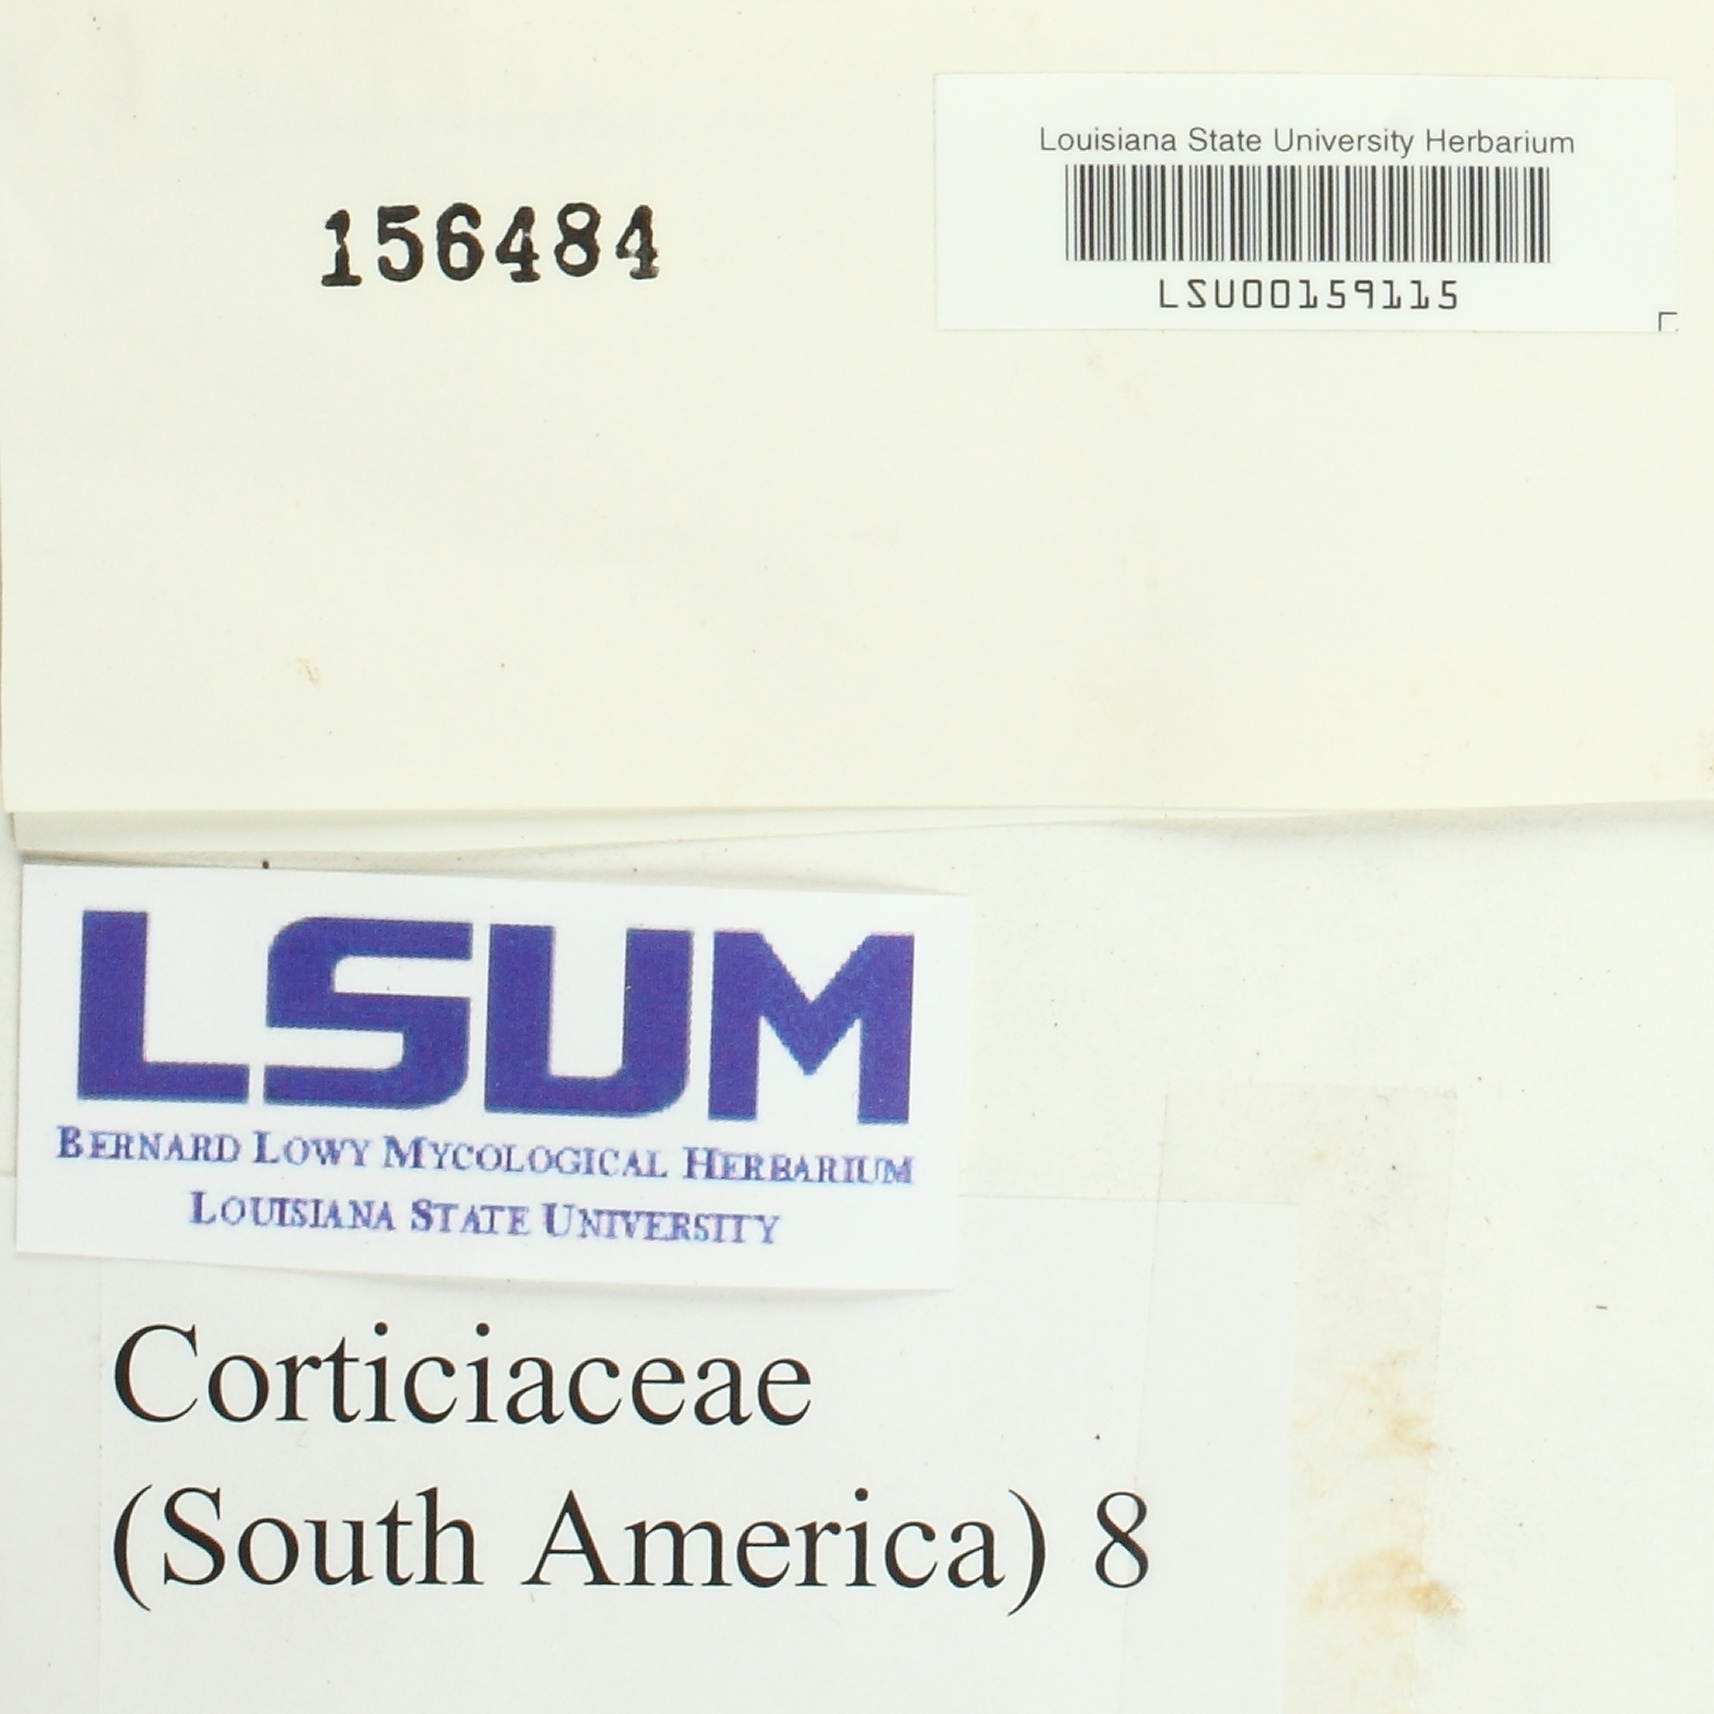 Louisiana State University Herbarium
156484
LSU00159115
LSUM
BERNARD LOWY MYCOLOGICAL HERBARIUM
LOUISIANA STATE UNIVERSITY
Corticiaceae
(South America) 8